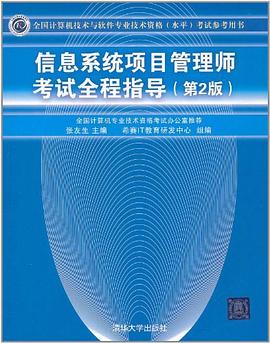 全国计算机技术与软件专业技术资格（水平）考试参考用书
信息系统项目管理师
考试全程指导（第2版）
全国计算机专业技术资格考试办公室推荐
张友生 主编 希赛IT教育研发中心 组编
清华大学出版社